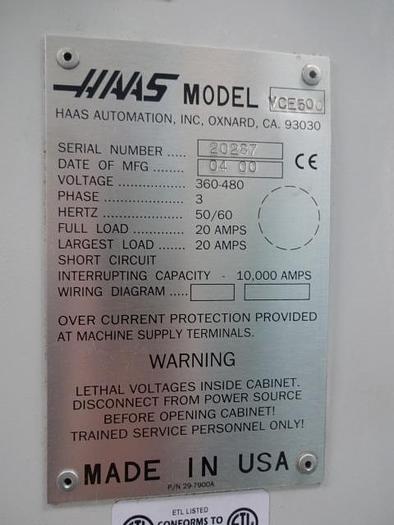 HAAS MODEL VCE500
HAAS AUTOMATION, INC, OXNARD, CA. 93030
SERIAL NUMBER ..... 20287
DATE OF MFG ........ 04 00
VOLTAGE ................ 360-480
PHASE .................... 3
HERTZ .................... 50/60
FULL LOAD .............. 20 AMPS
LARGEST LOAD ....... 20 AMPS
SHORT CIRCUIT
INTERRUPTING CAPACITY - 10,000 AMPS
WIRING DIAGRAM .....
CE
OVER CURRENT PROTECTION PROVIDED
AT MACHINE SUPPLY TERMINALS.
WARNING
LETHAL VOLTAGES INSIDE CABINET.
DISCONNECT FROM POWER SOURCE
BEFORE OPENING CABINET!
TRAINED SERVICE PERSONNEL ONLY!
MADE IN USA
P/N 29-7900A
ETL LISTED
CONFORMS TO